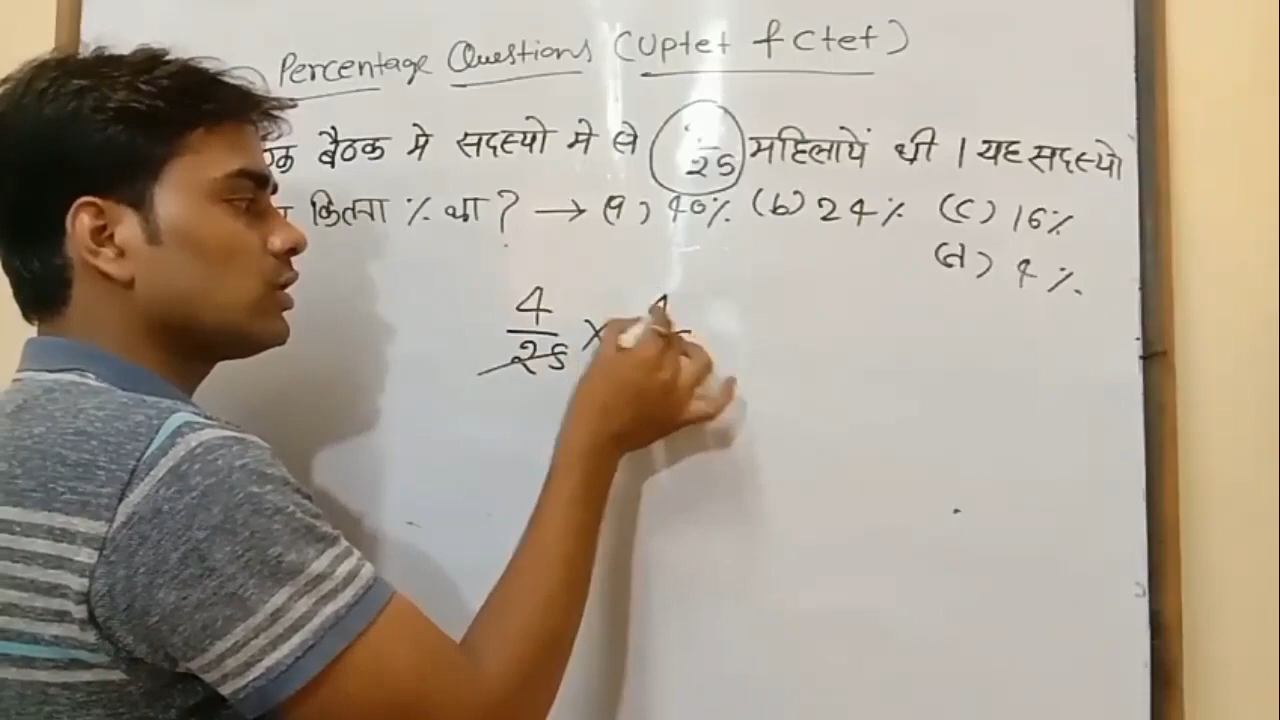 Percentage Questions (Uptet f Ctet)
बैठक मे सदस्यो मे से 25 महिलायें थी । यह सदस्यो
कितना % था ? → (a) 40% (b) 24% (c) 16%
(d) 4%
4
25 ×